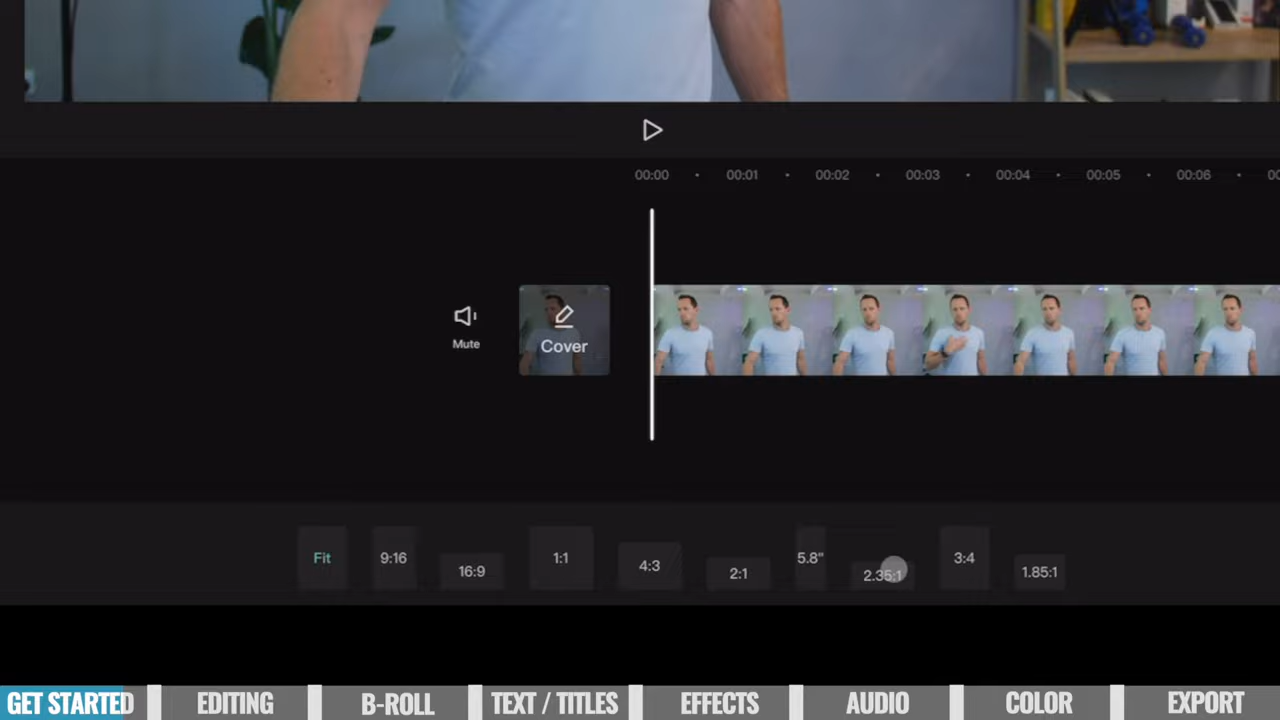 00:00 00:01 00:02 00:03 00:04 00:05 00:06
Mute
Cover
Fit 9:16 16:9 1:1 4:3 2:1 5.8" 2.35:1 3:4 1.85:1
GET STARTED EDITING B-ROLL TEXT / TITLES EFFECTS AUDIO COLOR EXPORT